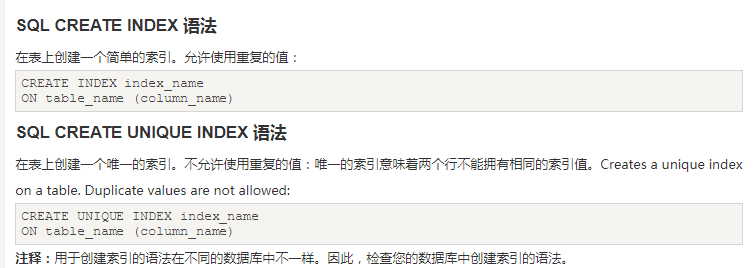 SQL CREATE INDEX 语法
在表上创建一个简单的索引。允许使用重复的值：
CREATE INDEX index_name
ON table_name (column_name)
SQL CREATE UNIQUE INDEX 语法
在表上创建一个唯一的索引。不允许使用重复的值：唯一的索引意味着两个行不能拥有相同的索引值。Creates a unique index
on a table. Duplicate values are not allowed:
CREATE UNIQUE INDEX index_name
ON table_name (column_name)
注释：用于创建索引的语法在不同的数据库中不一样。因此，检查您的数据库中创建索引的语法。